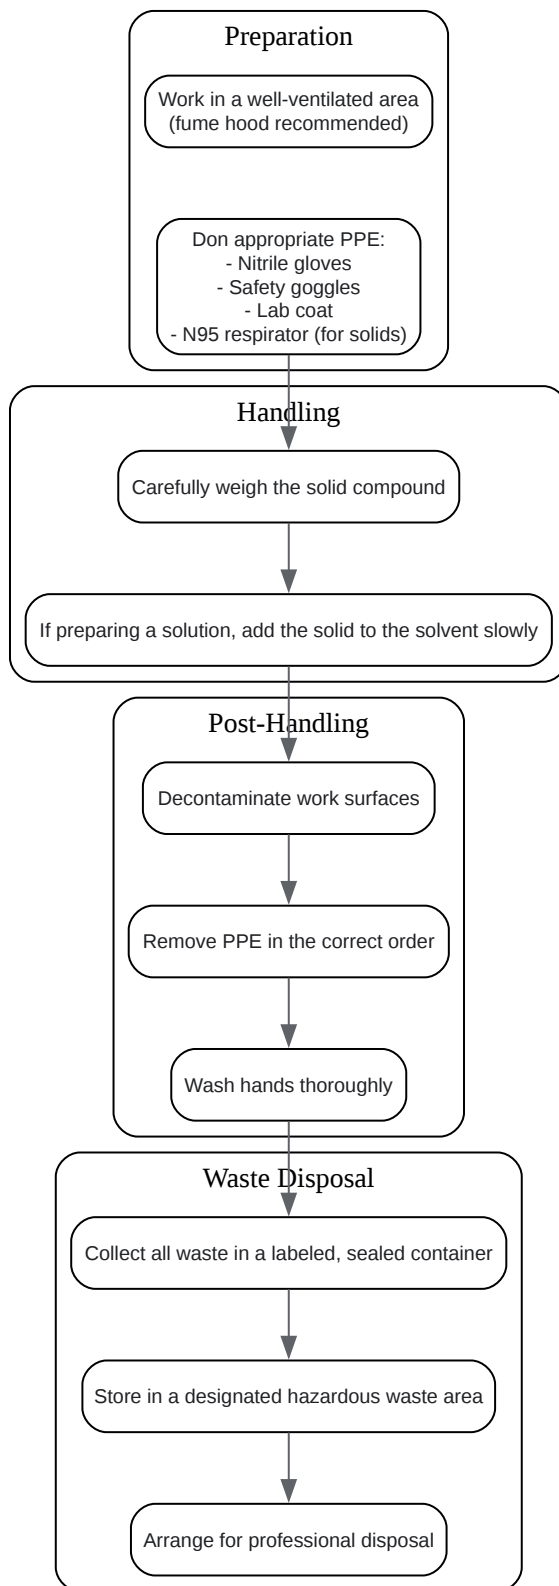 Preparation
Work in a well-ventilated area
(fume hood recommended)
Don appropriate PPE:
- Nitrile gloves
- Safety goggles
- Lab coat
- N95 respirator (for solids)
Handling
Carefully weigh the solid compound
If preparing a solution, add the solid to the solvent slowly
Post-Handling
Decontaminate work surfaces
Remove PPE in the correct order
Wash hands thoroughly
Waste Disposal
Collect all waste in a labeled, sealed container
Store in a designated hazardous waste area
Arrange for professional disposal